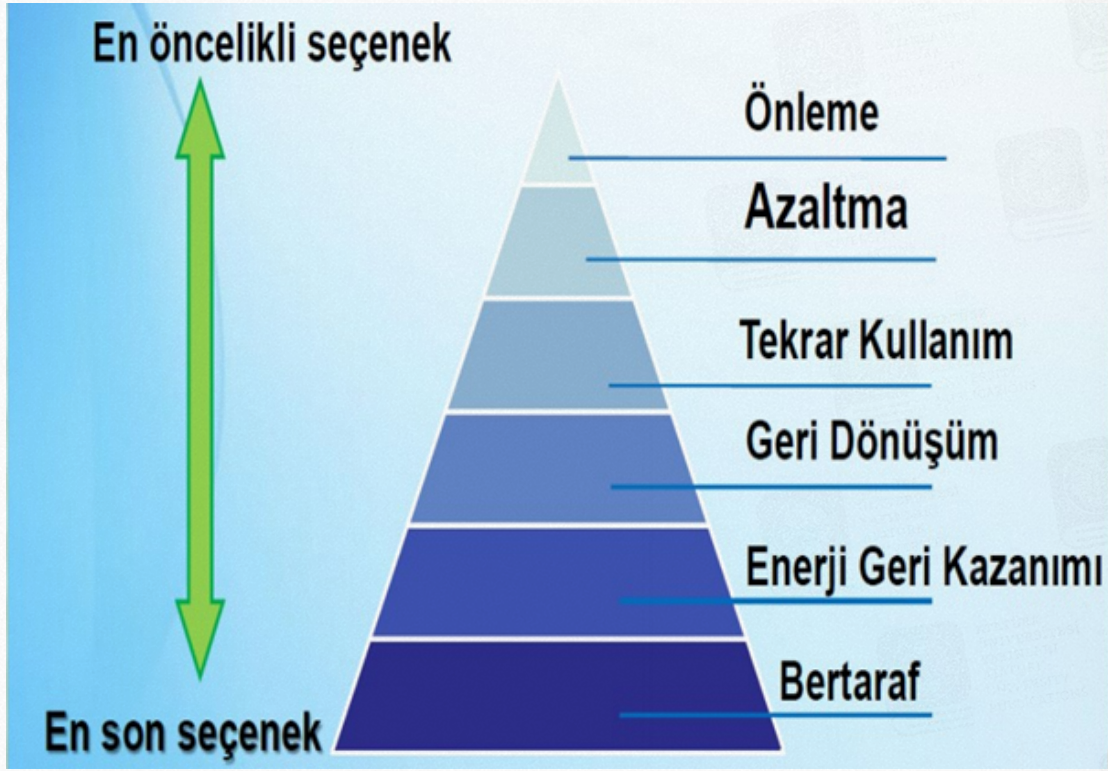 En öncelikli seçenek
Önleme
Azaltma
Tekrar Kullanım
Geri Dönüşüm
Enerji Geri Kazanımı
Bertaraf
En son seçenek